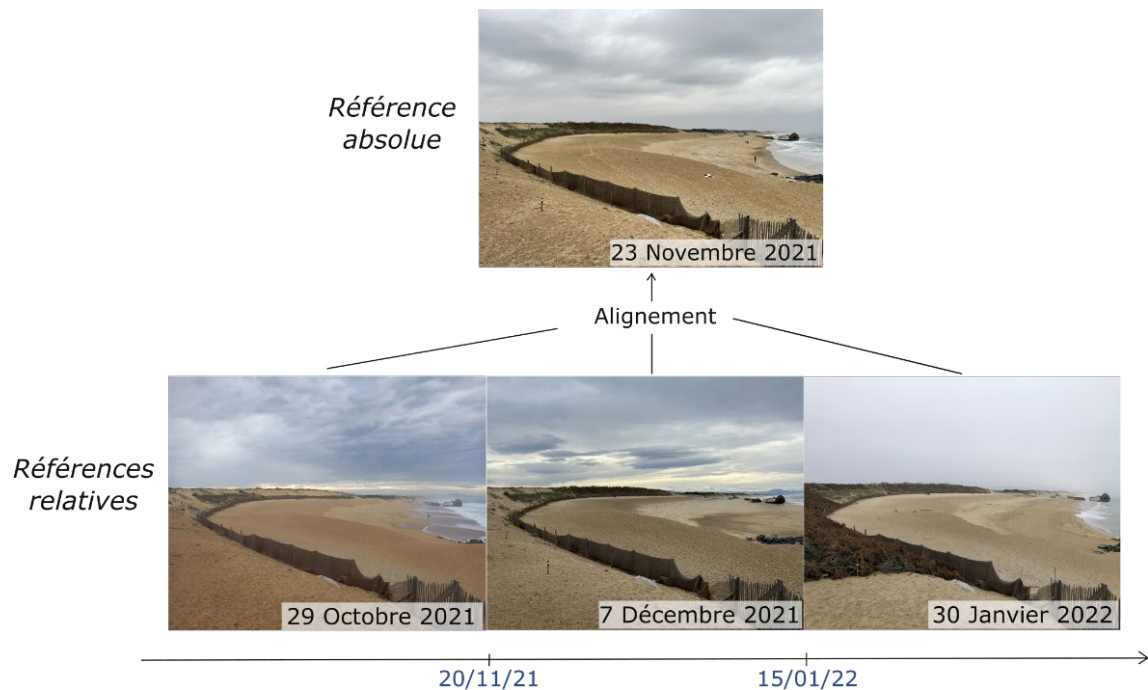 Référence
absolue
23 Novembre 2021
Alignement
Références
relatives
29 Octobre 2021
7 Décembre 2021
30 Janvier 2022
20/11/21
15/01/22